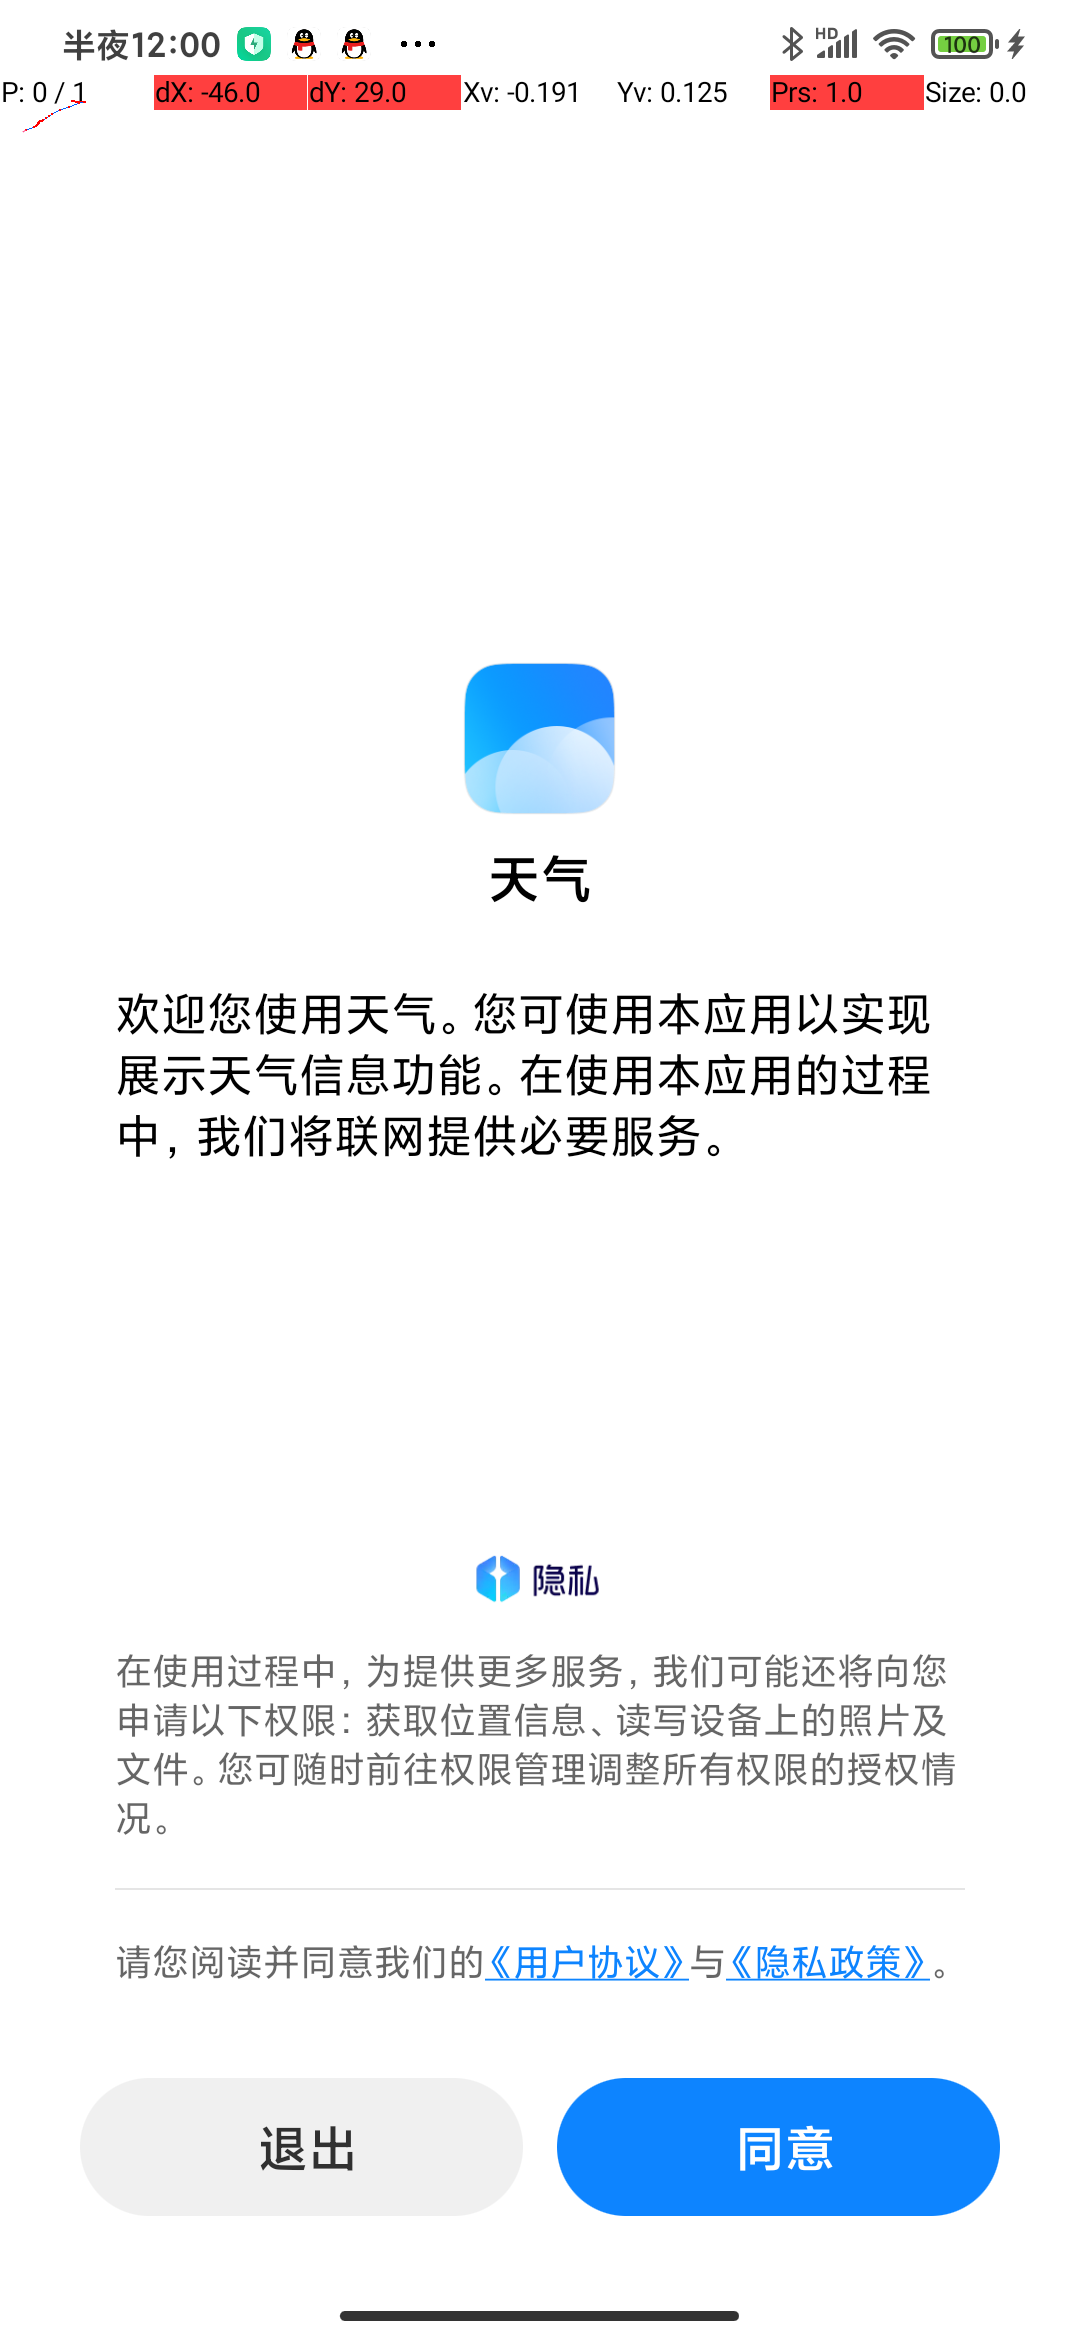 半夜12:00 HD 100
P: 0 / 1 dX: -46.0 dY: 29.0 Xv: -0.191 Yv: 0.125 Prs: 1.0 Size: 0.0
天气
欢迎您使用天气。您可使用本应用以实现
展示天气信息功能。在使用本应用的过程
中，我们将联网提供必要服务。
隐私
在使用过程中，为提供更多服务，我们可能还将向您
申请以下权限：获取位置信息、读写设备上的照片及
文件。您可随时前往权限管理调整所有权限的授权情
况。
请您阅读并同意我们的《用户协议》与《隐私政策》。
退出 同意